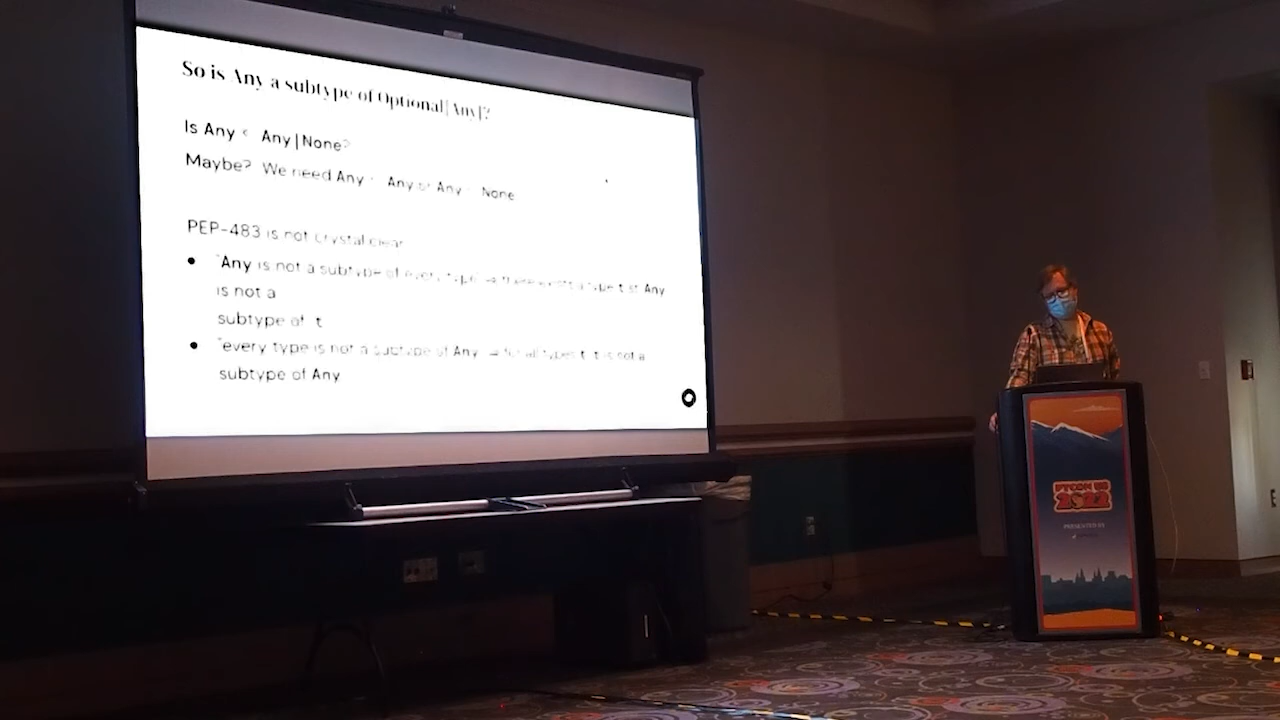 So is Any a subtype of Optional[Any]?
Is Any < Any | None?
Maybe? We need Any < Any or Any < None
PEP-483 is not crystal clear
• "Any is not a subtype of every type" there exists a type t st Any
is not a
subtype of t
• "every type is not a subtype of Any for all types t t is not a
subtype of Any
PYCON US
2022
PRESENTED BY